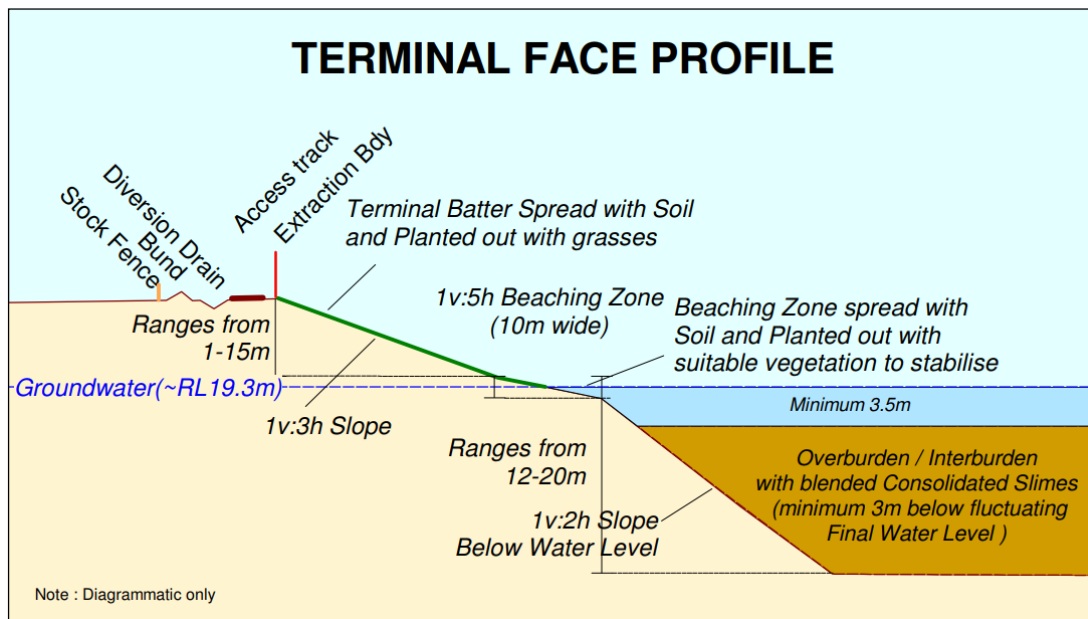 TERMINAL FACE PROFILE
Stock Fence
Bund
Diversion Drain
Access track
Extraction Bdy
Terminal Batter Spread with Soil
and Planted out with grasses
1v:5h Beaching Zone
(10m wide)
Beaching Zone spread with
Soil and Planted out with
suitable vegetation to stabilise
Ranges from
1-15m
Groundwater(~RL19.3m)
1v:3h Slope
Minimum 3.5m
Ranges from
12-20m
1v:2h Slope
Below Water Level
Overburden / Interburden
with blended Consolidated Slimes
(minimum 3m below fluctuating
Final Water Level )
Note : Diagrammatic only